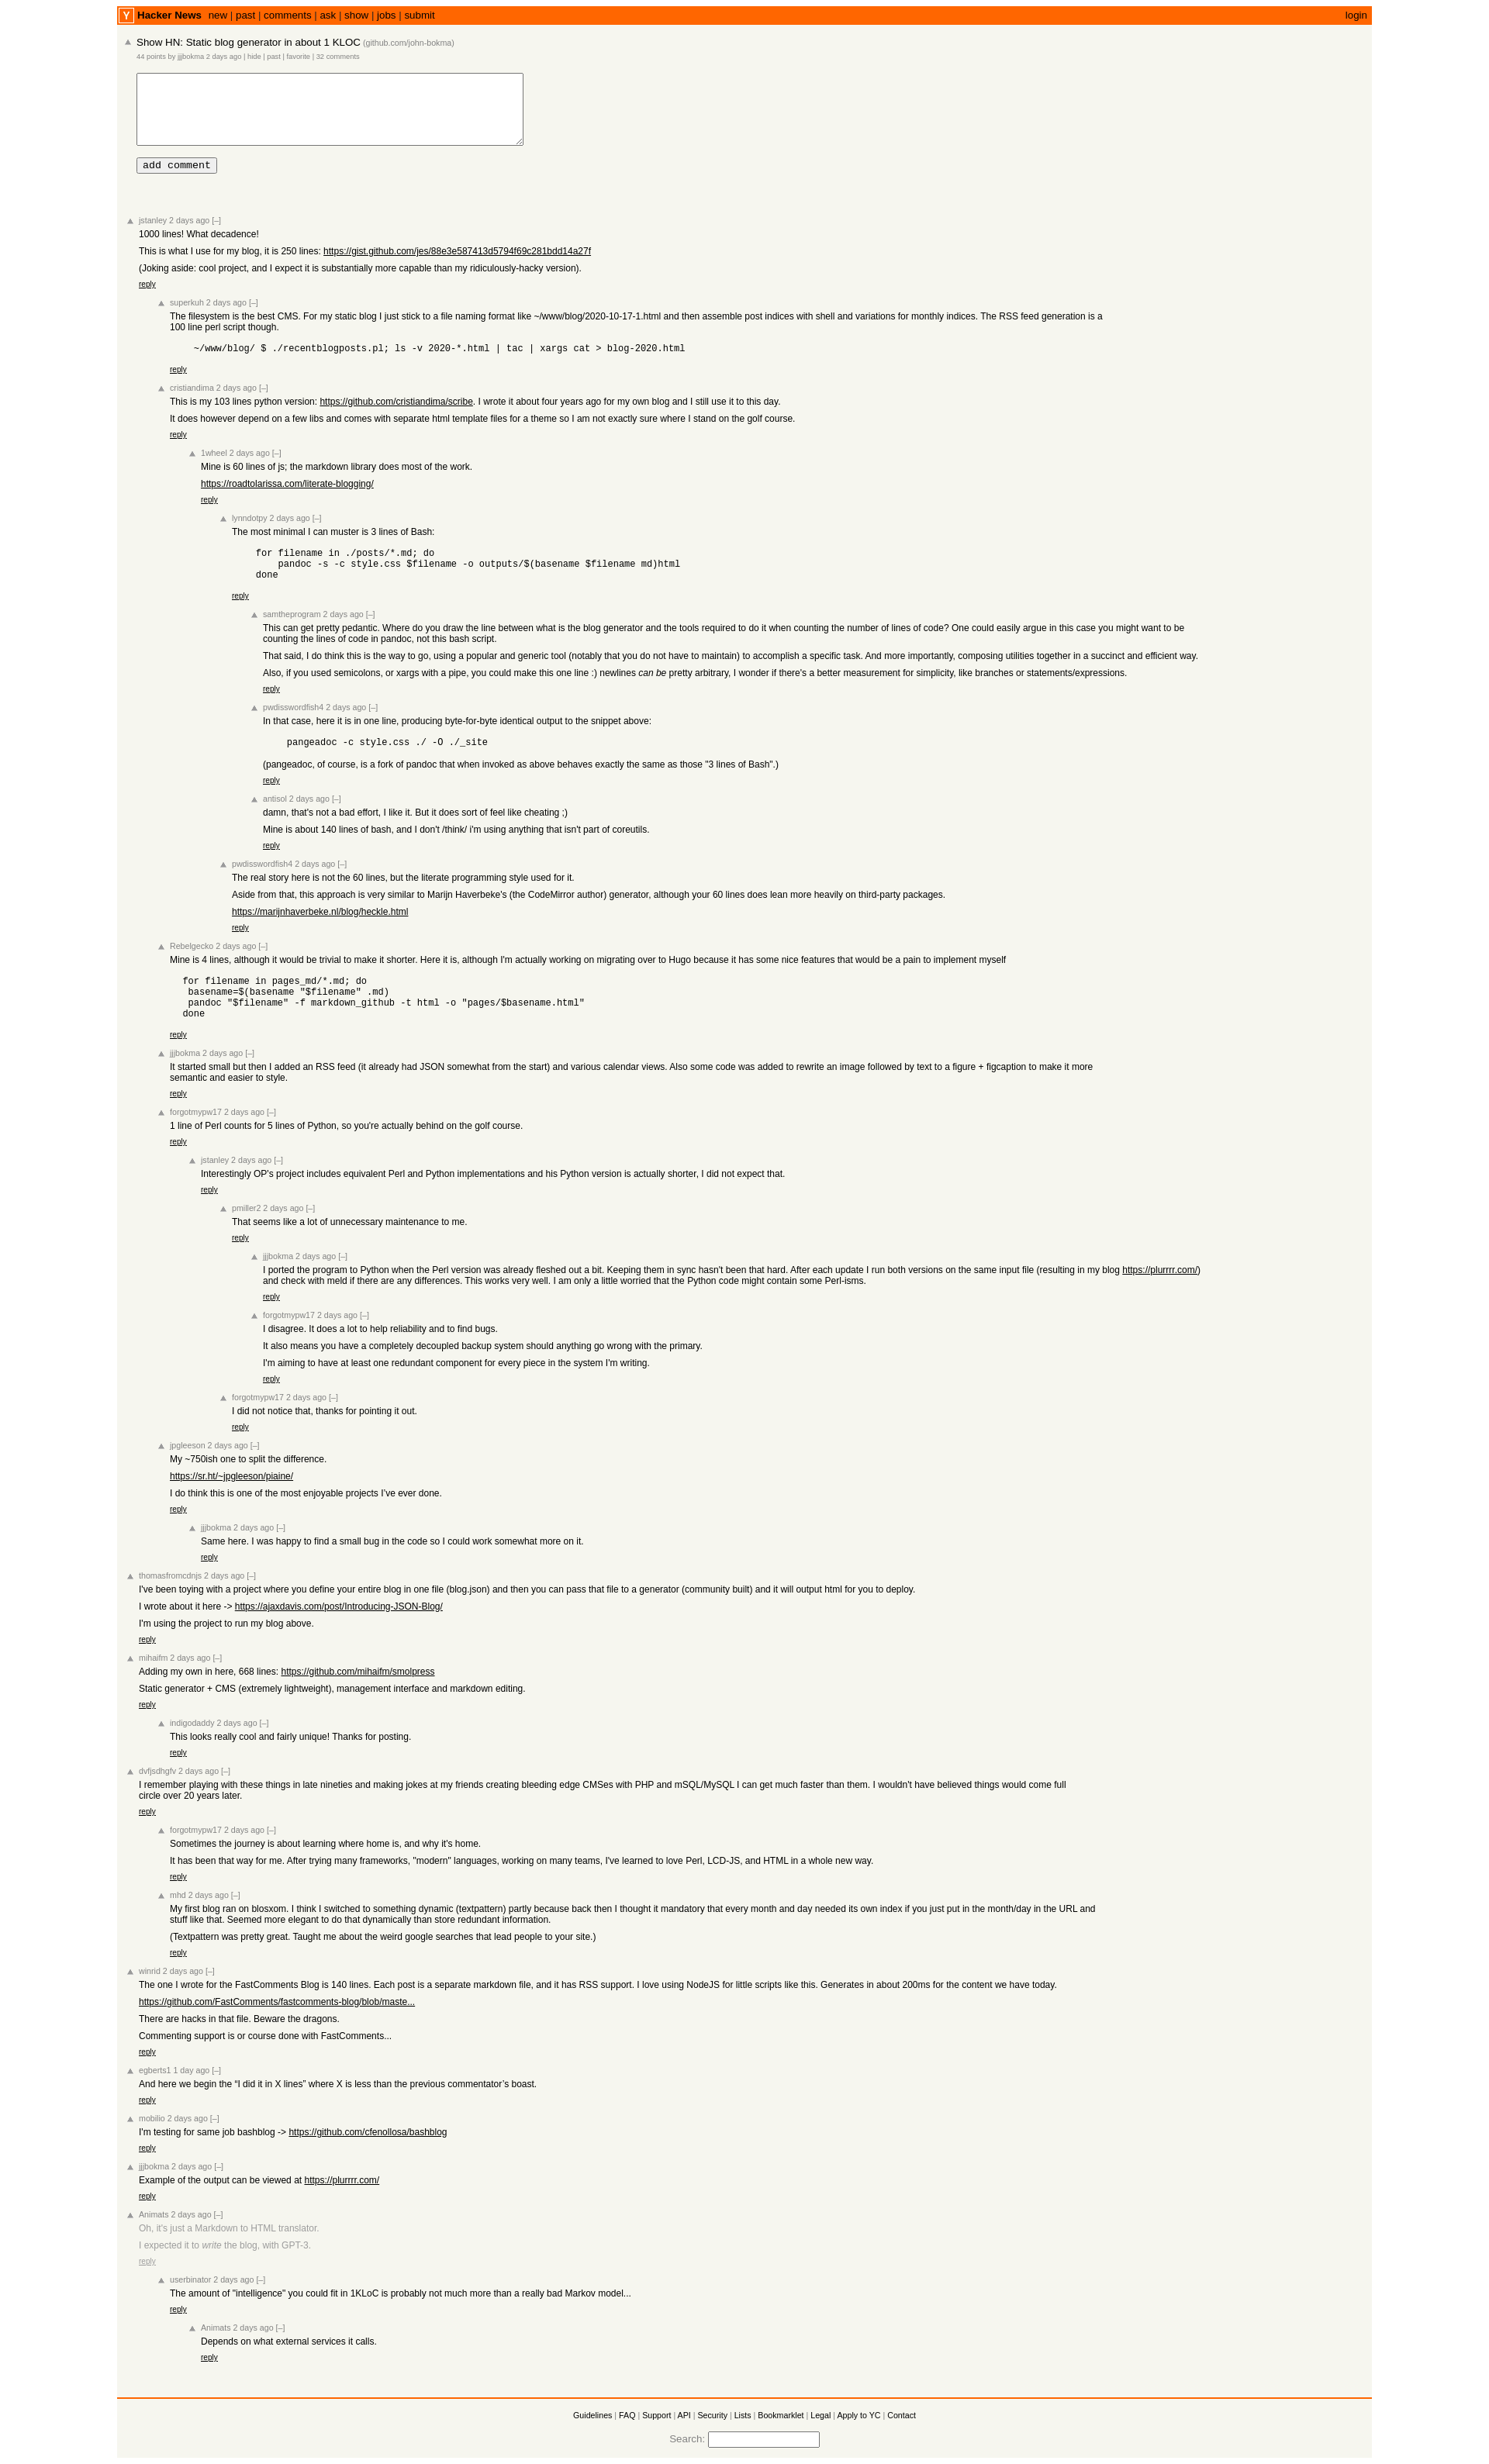 Y Hacker News new | past | comments | ask | show | jobs | submit login
Show HN: Static blog generator in about 1 KLOC (github.com/john-bokma)
44 points by jjjbokma 2 days ago | hide | past | favorite | 32 comments
add comment
jstanley 2 days ago [–]
1000 lines! What decadence!
This is what I use for my blog, it is 250 lines: https://gist.github.com/jes/88e3e587413d5794f69c281bdd14a27f
(Joking aside: cool project, and I expect it is substantially more capable than my ridiculously-hacky version).
reply
superkuh 2 days ago [–]
The filesystem is the best CMS. For my static blog I just stick to a file naming format like ~/www/blog/2020-10-17-1.html and then assemble post indices with shell and variations for monthly indices. The RSS feed generation is a
100 line perl script though.
~/www/blog/ $ ./recentblogposts.pl; ls -v 2020-*.html | tac | xargs cat > blog-2020.html
reply
cristiandima 2 days ago [–]
This is my 103 lines python version: https://github.com/cristiandima/scribe. I wrote it about four years ago for my own blog and I still use it to this day.
It does however depend on a few libs and comes with separate html template files for a theme so I am not exactly sure where I stand on the golf course.
reply
1wheel 2 days ago [–]
Mine is 60 lines of js; the markdown library does most of the work.
https://roadtolarissa.com/literate-blogging/
reply
lynndotpy 2 days ago [–]
The most minimal I can muster is 3 lines of Bash:
for filename in ./posts/*.md; do
pandoc -s -c style.css $filename -o outputs/$(basename $filename md)html
done
reply
samtheprogram 2 days ago [–]
This can get pretty pedantic. Where do you draw the line between what is the blog generator and the tools required to do it when counting the number of lines of code? One could easily argue in this case you might want to be
counting the lines of code in pandoc, not this bash script.
That said, I do think this is the way to go, using a popular and generic tool (notably that you do not have to maintain) to accomplish a specific task. And more importantly, composing utilities together in a succinct and efficient way.
Also, if you used semicolons, or xargs with a pipe, you could make this one line :) newlines can be pretty arbitrary, I wonder if there's a better measurement for simplicity, like branches or statements/expressions.
reply
pwdisswordfish4 2 days ago [–]
In that case, here it is in one line, producing byte-for-byte identical output to the snippet above:
pangeadoc -c style.css ./ -O ./_site
(pangeadoc, of course, is a fork of pandoc that when invoked as above behaves exactly the same as those "3 lines of Bash".)
reply
antisol 2 days ago [–]
damn, that's not a bad effort, I like it. But it does sort of feel like cheating ;)
Mine is about 140 lines of bash, and I don't /think/ i'm using anything that isn't part of coreutils.
reply
pwdisswordfish4 2 days ago [–]
The real story here is not the 60 lines, but the literate programming style used for it.
Aside from that, this approach is very similar to Marijn Haverbeke's (the CodeMirror author) generator, although your 60 lines does lean more heavily on third-party packages.
https://marijnhaverbeke.nl/blog/heckle.html
reply
Rebelgecko 2 days ago [–]
Mine is 4 lines, although it would be trivial to make it shorter. Here it is, although I'm actually working on migrating over to Hugo because it has some nice features that would be a pain to implement myself
for filename in pages_md/*.md; do
basename=$(basename "$filename" .md)
pandoc "$filename" -f markdown_github -t html -o "pages/$basename.html"
done
reply
jjjbokma 2 days ago [–]
It started small but then I added an RSS feed (it already had JSON somewhat from the start) and various calendar views. Also some code was added to rewrite an image followed by text to a figure + figcaption to make it more
semantic and easier to style.
reply
forgotmypw17 2 days ago [–]
1 line of Perl counts for 5 lines of Python, so you're actually behind on the golf course.
reply
jstanley 2 days ago [–]
Interestingly OP's project includes equivalent Perl and Python implementations and his Python version is actually shorter, I did not expect that.
reply
pmiller2 2 days ago [–]
That seems like a lot of unnecessary maintenance to me.
reply
jjjbokma 2 days ago [–]
I ported the program to Python when the Perl version was already fleshed out a bit. Keeping them in sync hasn't been that hard. After each update I run both versions on the same input file (resulting in my blog https://plurrrr.com/)
and check with meld if there are any differences. This works very well. I am only a little worried that the Python code might contain some Perl-isms.
reply
forgotmypw17 2 days ago [–]
I disagree. It does a lot to help reliability and to find bugs.
It also means you have a completely decoupled backup system should anything go wrong with the primary.
I'm aiming to have at least one redundant component for every piece in the system I'm writing.
reply
forgotmypw17 2 days ago [–]
I did not notice that, thanks for pointing it out.
reply
jpgleeson 2 days ago [–]
My ~750ish one to split the difference.
https://sr.ht/~jpgleeson/piaine/
I do think this is one of the most enjoyable projects I've ever done.
reply
jjjbokma 2 days ago [–]
Same here. I was happy to find a small bug in the code so I could work somewhat more on it.
reply
thomasfromcdnjs 2 days ago [–]
I've been toying with a project where you define your entire blog in one file (blog.json) and then you can pass that file to a generator (community built) and it will output html for you to deploy.
I wrote about it here -> https://ajaxdavis.com/post/Introducing-JSON-Blog/
I'm using the project to run my blog above.
reply
mihaifm 2 days ago [–]
Adding my own in here, 668 lines: https://github.com/mihaifm/smolpress
Static generator + CMS (extremely lightweight), management interface and markdown editing.
reply
indigodaddy 2 days ago [–]
This looks really cool and fairly unique! Thanks for posting.
reply
dvfjsdhgfv 2 days ago [–]
I remember playing with these things in late nineties and making jokes at my friends creating bleeding edge CMSes with PHP and mSQL/MySQL I can get much faster than them. I wouldn't have believed things would come full
circle over 20 years later.
reply
forgotmypw17 2 days ago [–]
Sometimes the journey is about learning where home is, and why it's home.
It has been that way for me. After trying many frameworks, "modern" languages, working on many teams, I've learned to love Perl, LCD-JS, and HTML in a whole new way.
reply
mhd 2 days ago [–]
My first blog ran on blosxom. I think I switched to something dynamic (textpattern) partly because back then I thought it mandatory that every month and day needed its own index if you just put in the month/day in the URL and
stuff like that. Seemed more elegant to do that dynamically than store redundant information.
(Textpattern was pretty great. Taught me about the weird google searches that lead people to your site.)
reply
winrid 2 days ago [–]
The one I wrote for the FastComments Blog is 140 lines. Each post is a separate markdown file, and it has RSS support. I love using NodeJS for little scripts like this. Generates in about 200ms for the content we have today.
https://github.com/FastComments/fastcomments-blog/blob/maste...
There are hacks in that file. Beware the dragons.
Commenting support is or course done with FastComments...
reply
egberts1 1 day ago [–]
And here we begin the “I did it in X lines” where X is less than the previous commentator’s boast.
reply
mobilio 2 days ago [–]
I'm testing for same job bashblog -> https://github.com/cfenollosa/bashblog
reply
jjjbokma 2 days ago [–]
Example of the output can be viewed at https://plurrrr.com/
reply
Animats 2 days ago [–]
Oh, it's just a Markdown to HTML translator.
I expected it to write the blog, with GPT-3.
reply
userbinator 2 days ago [–]
The amount of "intelligence" you could fit in 1KLoC is probably not much more than a really bad Markov model...
reply
Animats 2 days ago [–]
Depends on what external services it calls.
reply
Guidelines | FAQ | Support | API | Security | Lists | Bookmarklet | Legal | Apply to YC | Contact
Search: